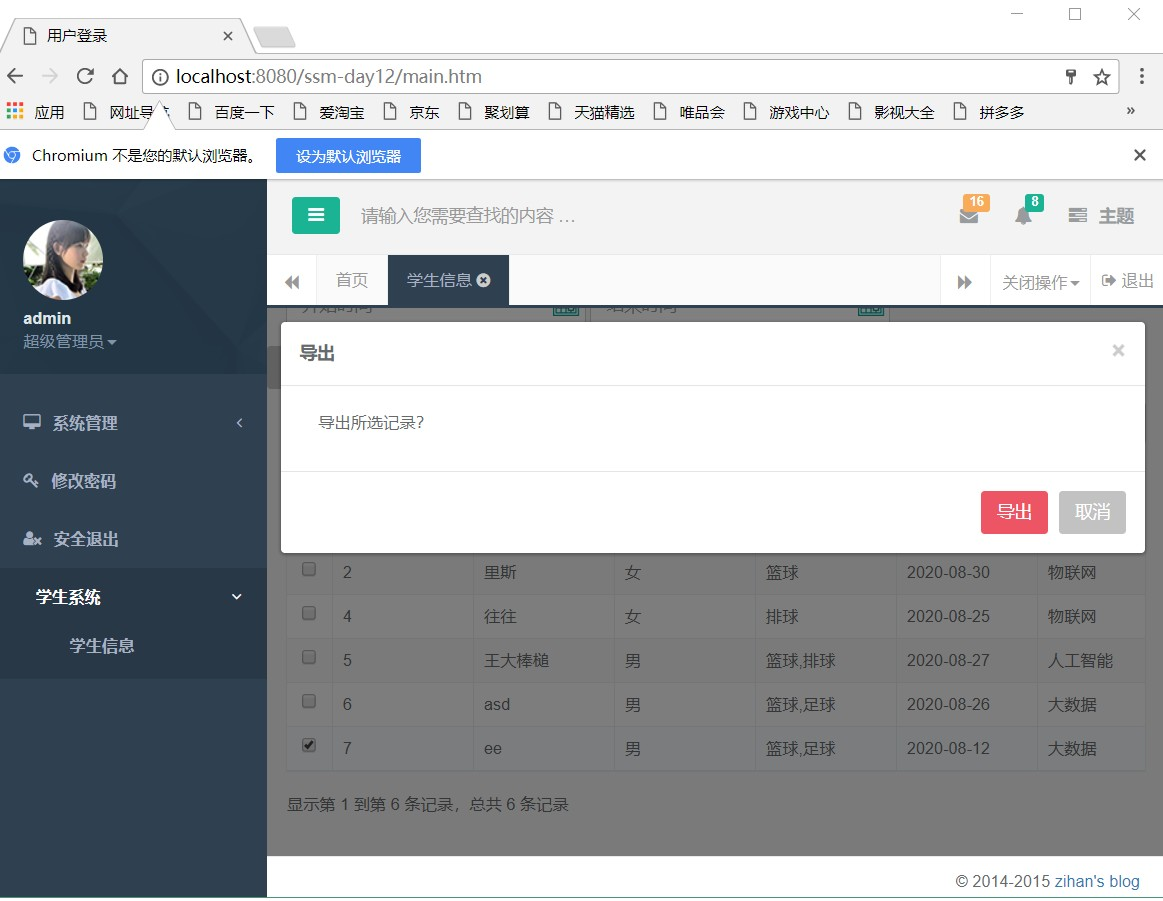 用户登录
localhost:8080/ssm-day12/main.htm
应用 网址导 百度一下 爱淘宝 京东 聚划算 天猫精选 唯品会 游戏中心 影视大全 拼多多 »
Chromium 不是您的默认浏览器。 设为默认浏览器
请输入您需要查找的内容 … 16 8 主题
首页 学生信息 关闭操作 退出
admin
超级管理员
系统管理
修改密码
安全退出
学生系统
学生信息
开始时间 结束时间
导出 ×
导出所选记录?
导出 取消
2 里斯 女 篮球 2020-08-30 物联网
4 往往 女 排球 2020-08-25 物联网
5 王大棒槌 男 篮球,排球 2020-08-27 人工智能
6 asd 男 篮球,足球 2020-08-26 大数据
7 ee 男 篮球,足球 2020-08-12 大数据
显示第 1 到第 6 条记录，总共 6 条记录
© 2014-2015 zihan's blog